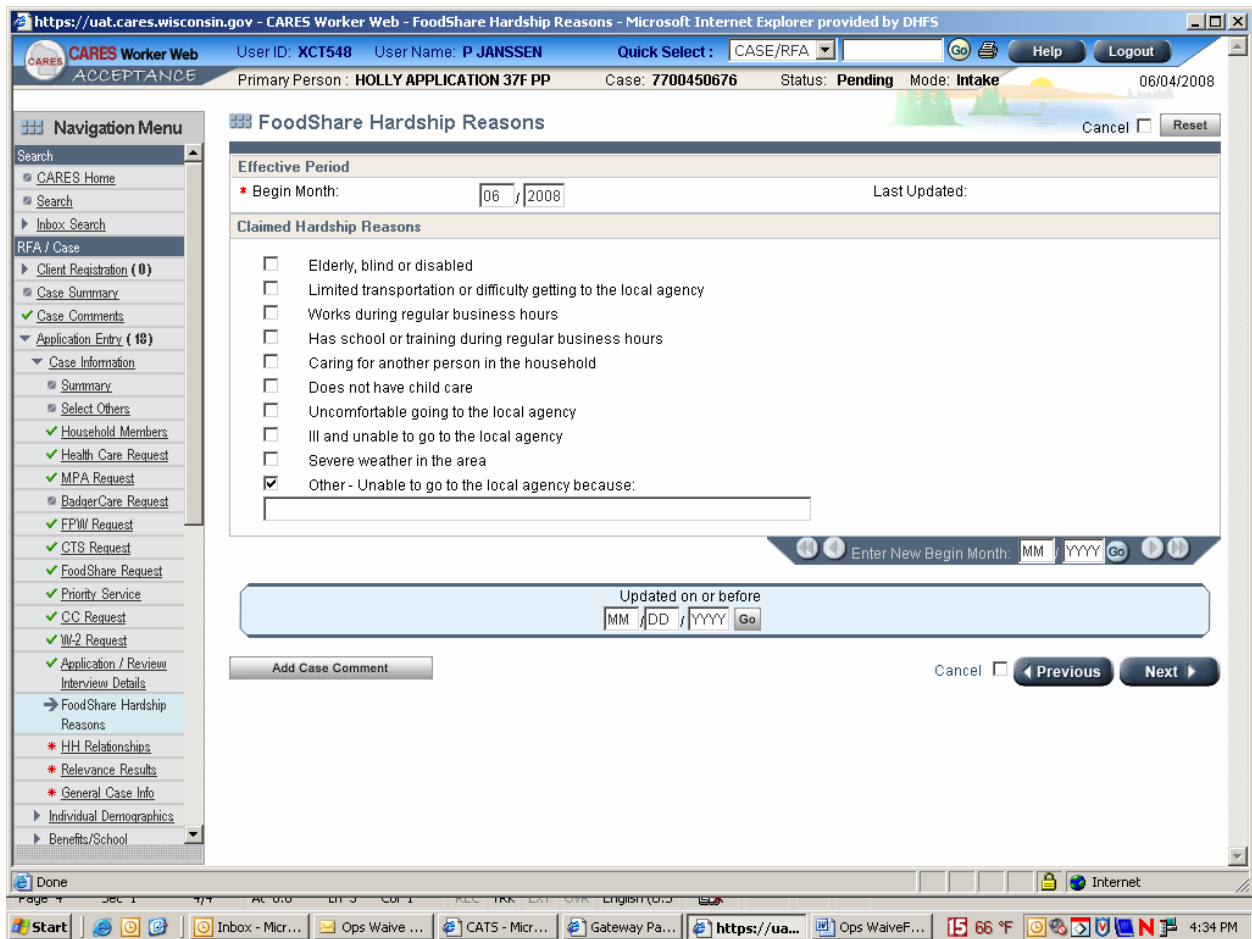 https://uat.cares.wisconsin.gov - CARES Worker Web - FoodShare Hardship Reasons - Microsoft Internet Explorer provided by DHFS
CARES CARES Worker Web User ID: XCT548 User Name: P JANSSEN Quick Select : CASE/RFA Go Help Logout
ACCEPTANCE Primary Person : HOLLY APPLICATION 37F PP Case: 7700450676 Status: Pending Mode: Intake 06/04/2008
Navigation Menu
FoodShare Hardship Reasons
Cancel Reset
Search
CARES Home
Search
Inbox Search
RFA / Case
Client Registration ( 0 )
Case Summary
Case Comments
Application Entry ( 18 )
Case Information
Summary
Select Others
Household Members
Health Care Request
MPA Request
BadgerCare Request
FPW Request
CTS Request
FoodShare Request
Priority Service
CC Request
W-2 Request
Application / Review
Interview Details
FoodShare Hardship
Reasons
* HH Relationships
* Relevance Results
* General Case Info
Individual Demographics
Benefits/School
Effective Period
* Begin Month: 06 / 2008 Last Updated:
Claimed Hardship Reasons
Elderly, blind or disabled
Limited transportation or difficulty getting to the local agency
Works during regular business hours
Has school or training during regular business hours
Caring for another person in the household
Does not have child care
Uncomfortable going to the local agency
Ill and unable to go to the local agency
Severe weather in the area
Other - Unable to go to the local agency because:
Enter New Begin Month: MM / YYYY Go
Updated on or before
MM / DD / YYYY Go
Add Case Comment
Cancel Previous Next
Done Internet
Start Inbox - Micr... Ops Waive ... CATS - Micr... Gateway Pa... https://ua... Ops WaiveF... 66 °F 4:34 PM